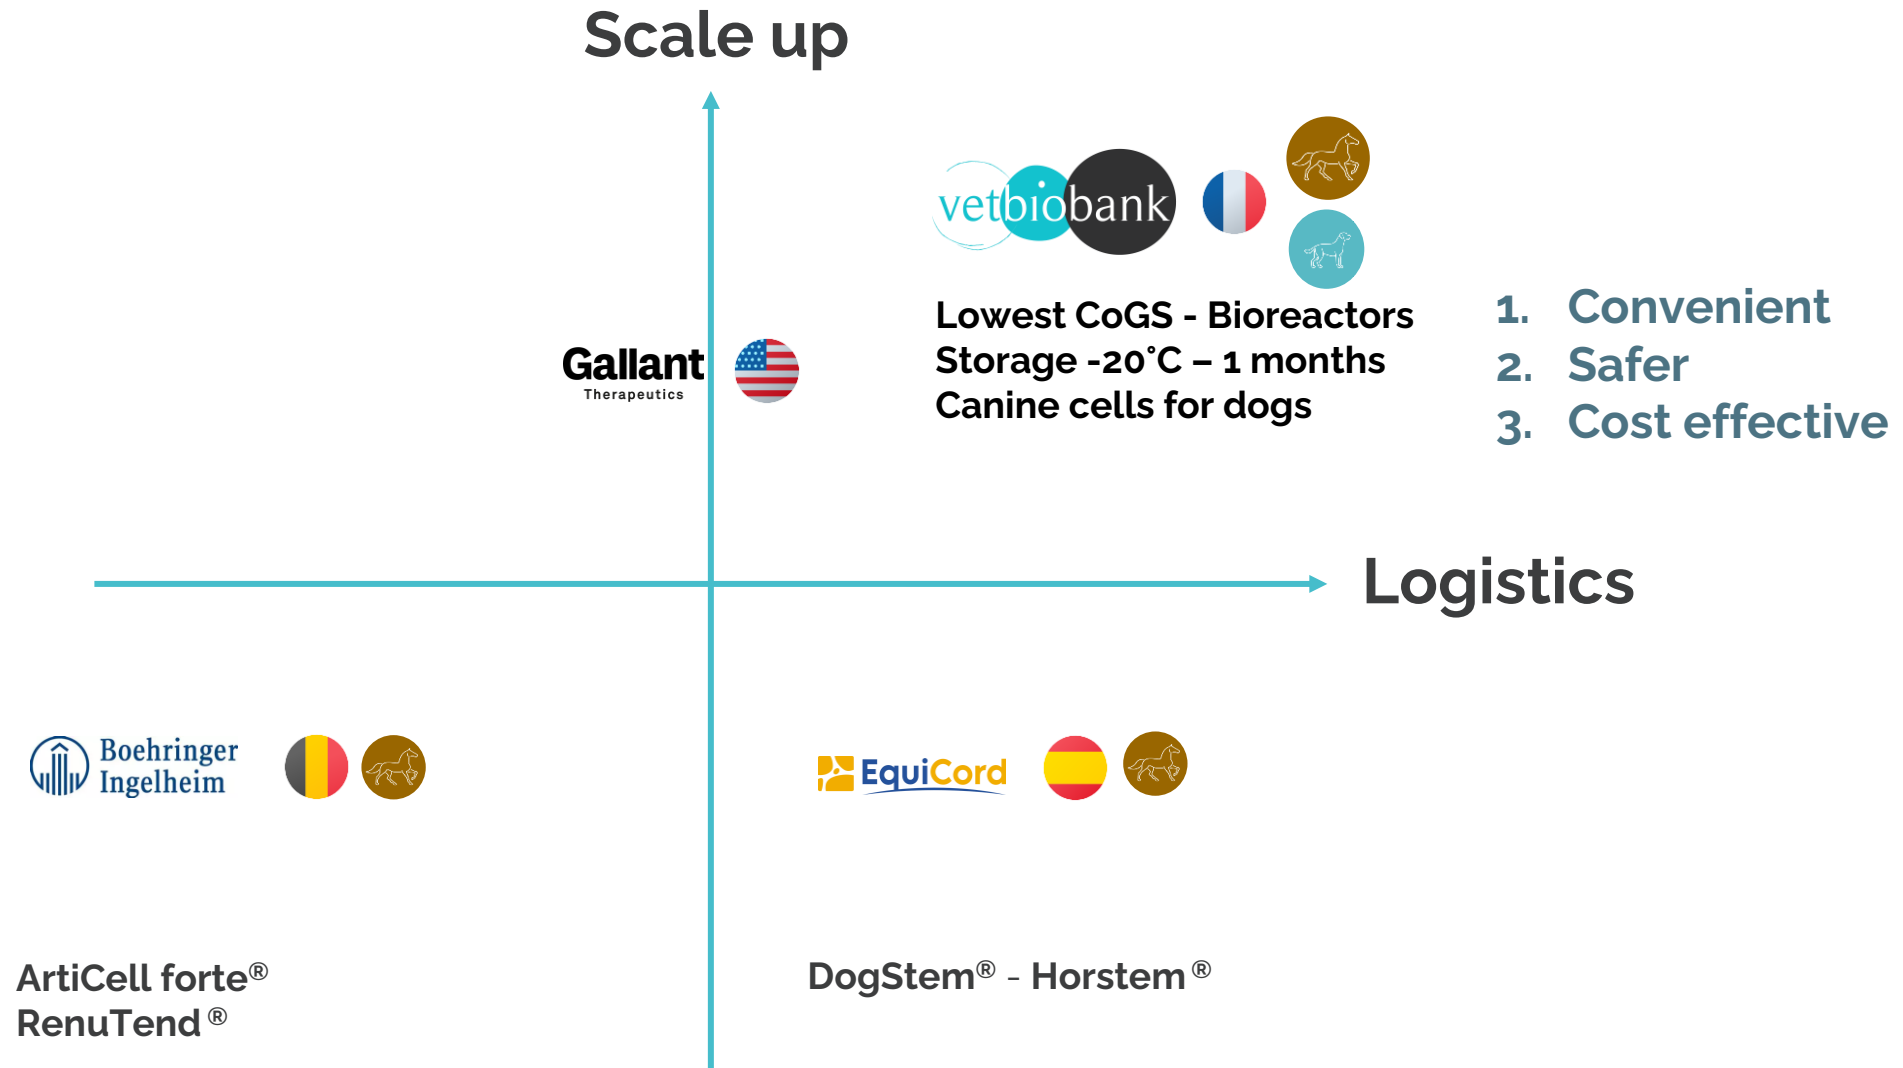 Scale up
vetbiobank
Lowest CoGS - Bioreactors
Storage -20°C – 1 months
Canine cells for dogs
1. Convenient
2. Safer
3. Cost effective
Gallant
Therapeutics
Logistics
Boehringer
Ingelheim
EquiCord
ArtiCell forte®
RenuTend ®
DogStem® - Horstem ®